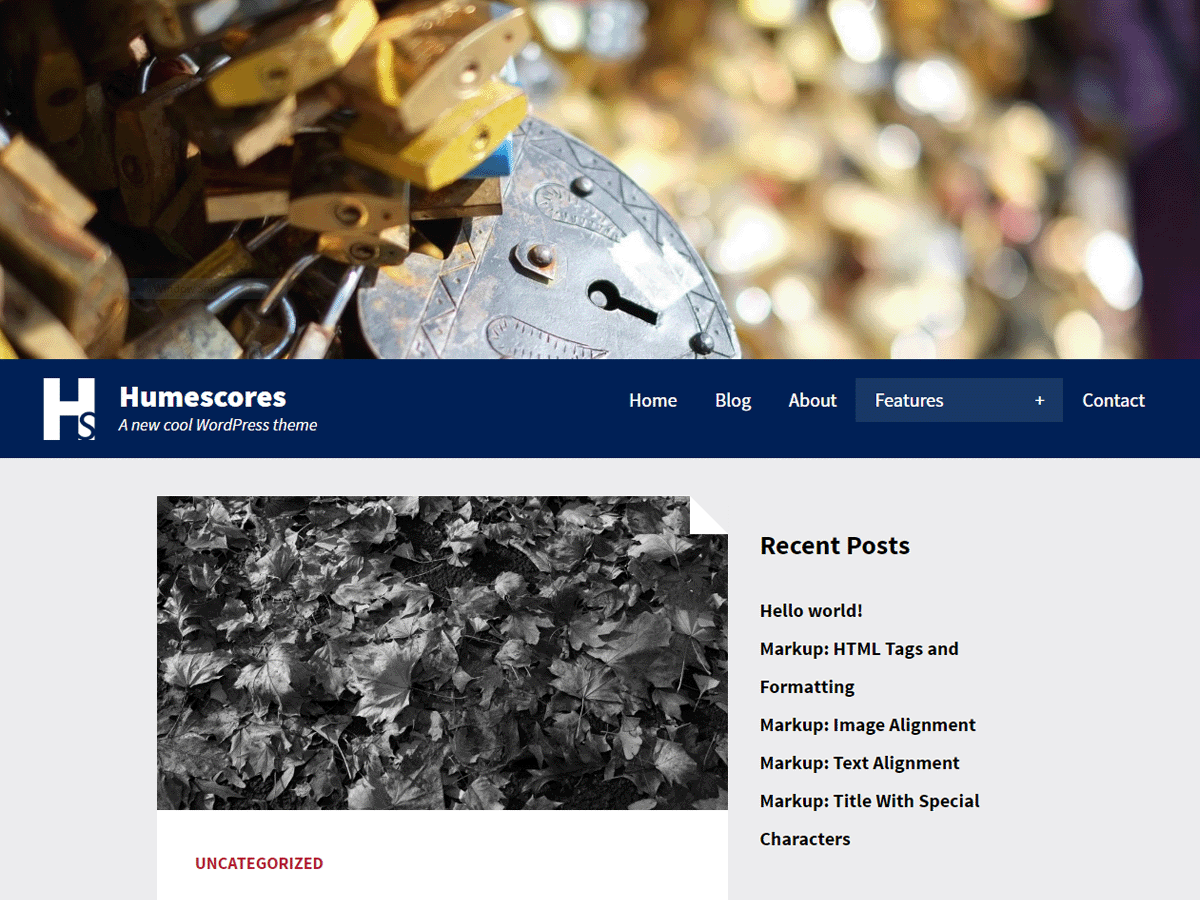 Hs
Humescores
A new cool WordPress theme
Home Blog About Features + Contact
Recent Posts
Hello world!
Markup: HTML Tags and
Formatting
Markup: Image Alignment
Markup: Text Alignment
Markup: Title With Special
Characters
UNCATEGORIZED